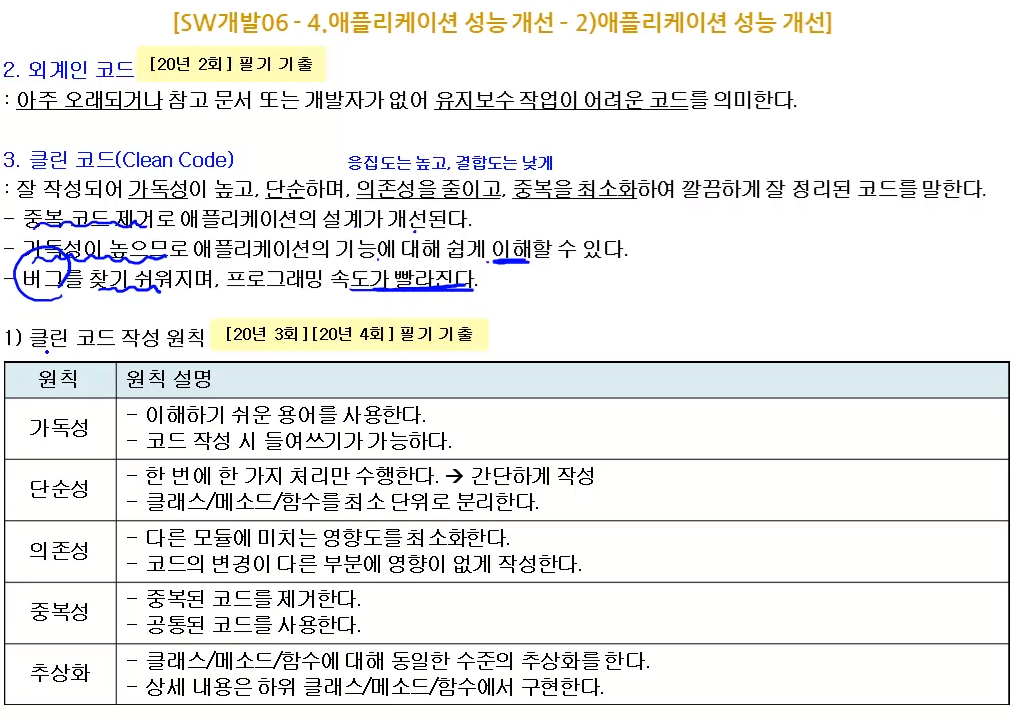 [SW개발06 - 4.애플리케이션 성능 개선 - 2)애플리케이션 성능 개선]
2. 외계인 코드 [20년 2회] 필기 기출
: 아주 오래되거나 참고 문서 또는 개발자가 없어 유지보수 작업이 어려운 코드를 의미한다.
3. 클린 코드(Clean Code) 응집도는 높고, 결합도는 낮게
: 잘 작성되어 가독성이 높고, 단순하며, 의존성을 줄이고, 중복을 최소화하여 깔끔하게 잘 정리된 코드를 말한다.
- 중복 코드 제거로 애플리케이션의 설계가 개선된다.
- 가독성이 높으므로 애플리케이션의 기능에 대해 쉽게 이해할 수 있다.
- 버그를 찾기 쉬워지며, 프로그래밍 속도가 빨라진다.
1) 클린 코드 작성 원칙 [20년 3회][20년 4회] 필기 기출
원칙 원칙 설명
가독성
- 이해하기 쉬운 용어를 사용한다.
- 코드 작성 시 들여쓰기가 가능하다.
단순성
- 한 번에 한 가지 처리만 수행한다. → 간단하게 작성
- 클래스/메소드/함수를 최소 단위로 분리한다.
의존성
- 다른 모듈에 미치는 영향도를 최소화한다.
- 코드의 변경이 다른 부분에 영향이 없게 작성한다.
중복성
- 중복된 코드를 제거한다.
- 공통된 코드를 사용한다.
추상화
- 클래스/메소드/함수에 대해 동일한 수준의 추상화를 한다.
- 상세 내용은 하위 클래스/메소드/함수에서 구현한다.